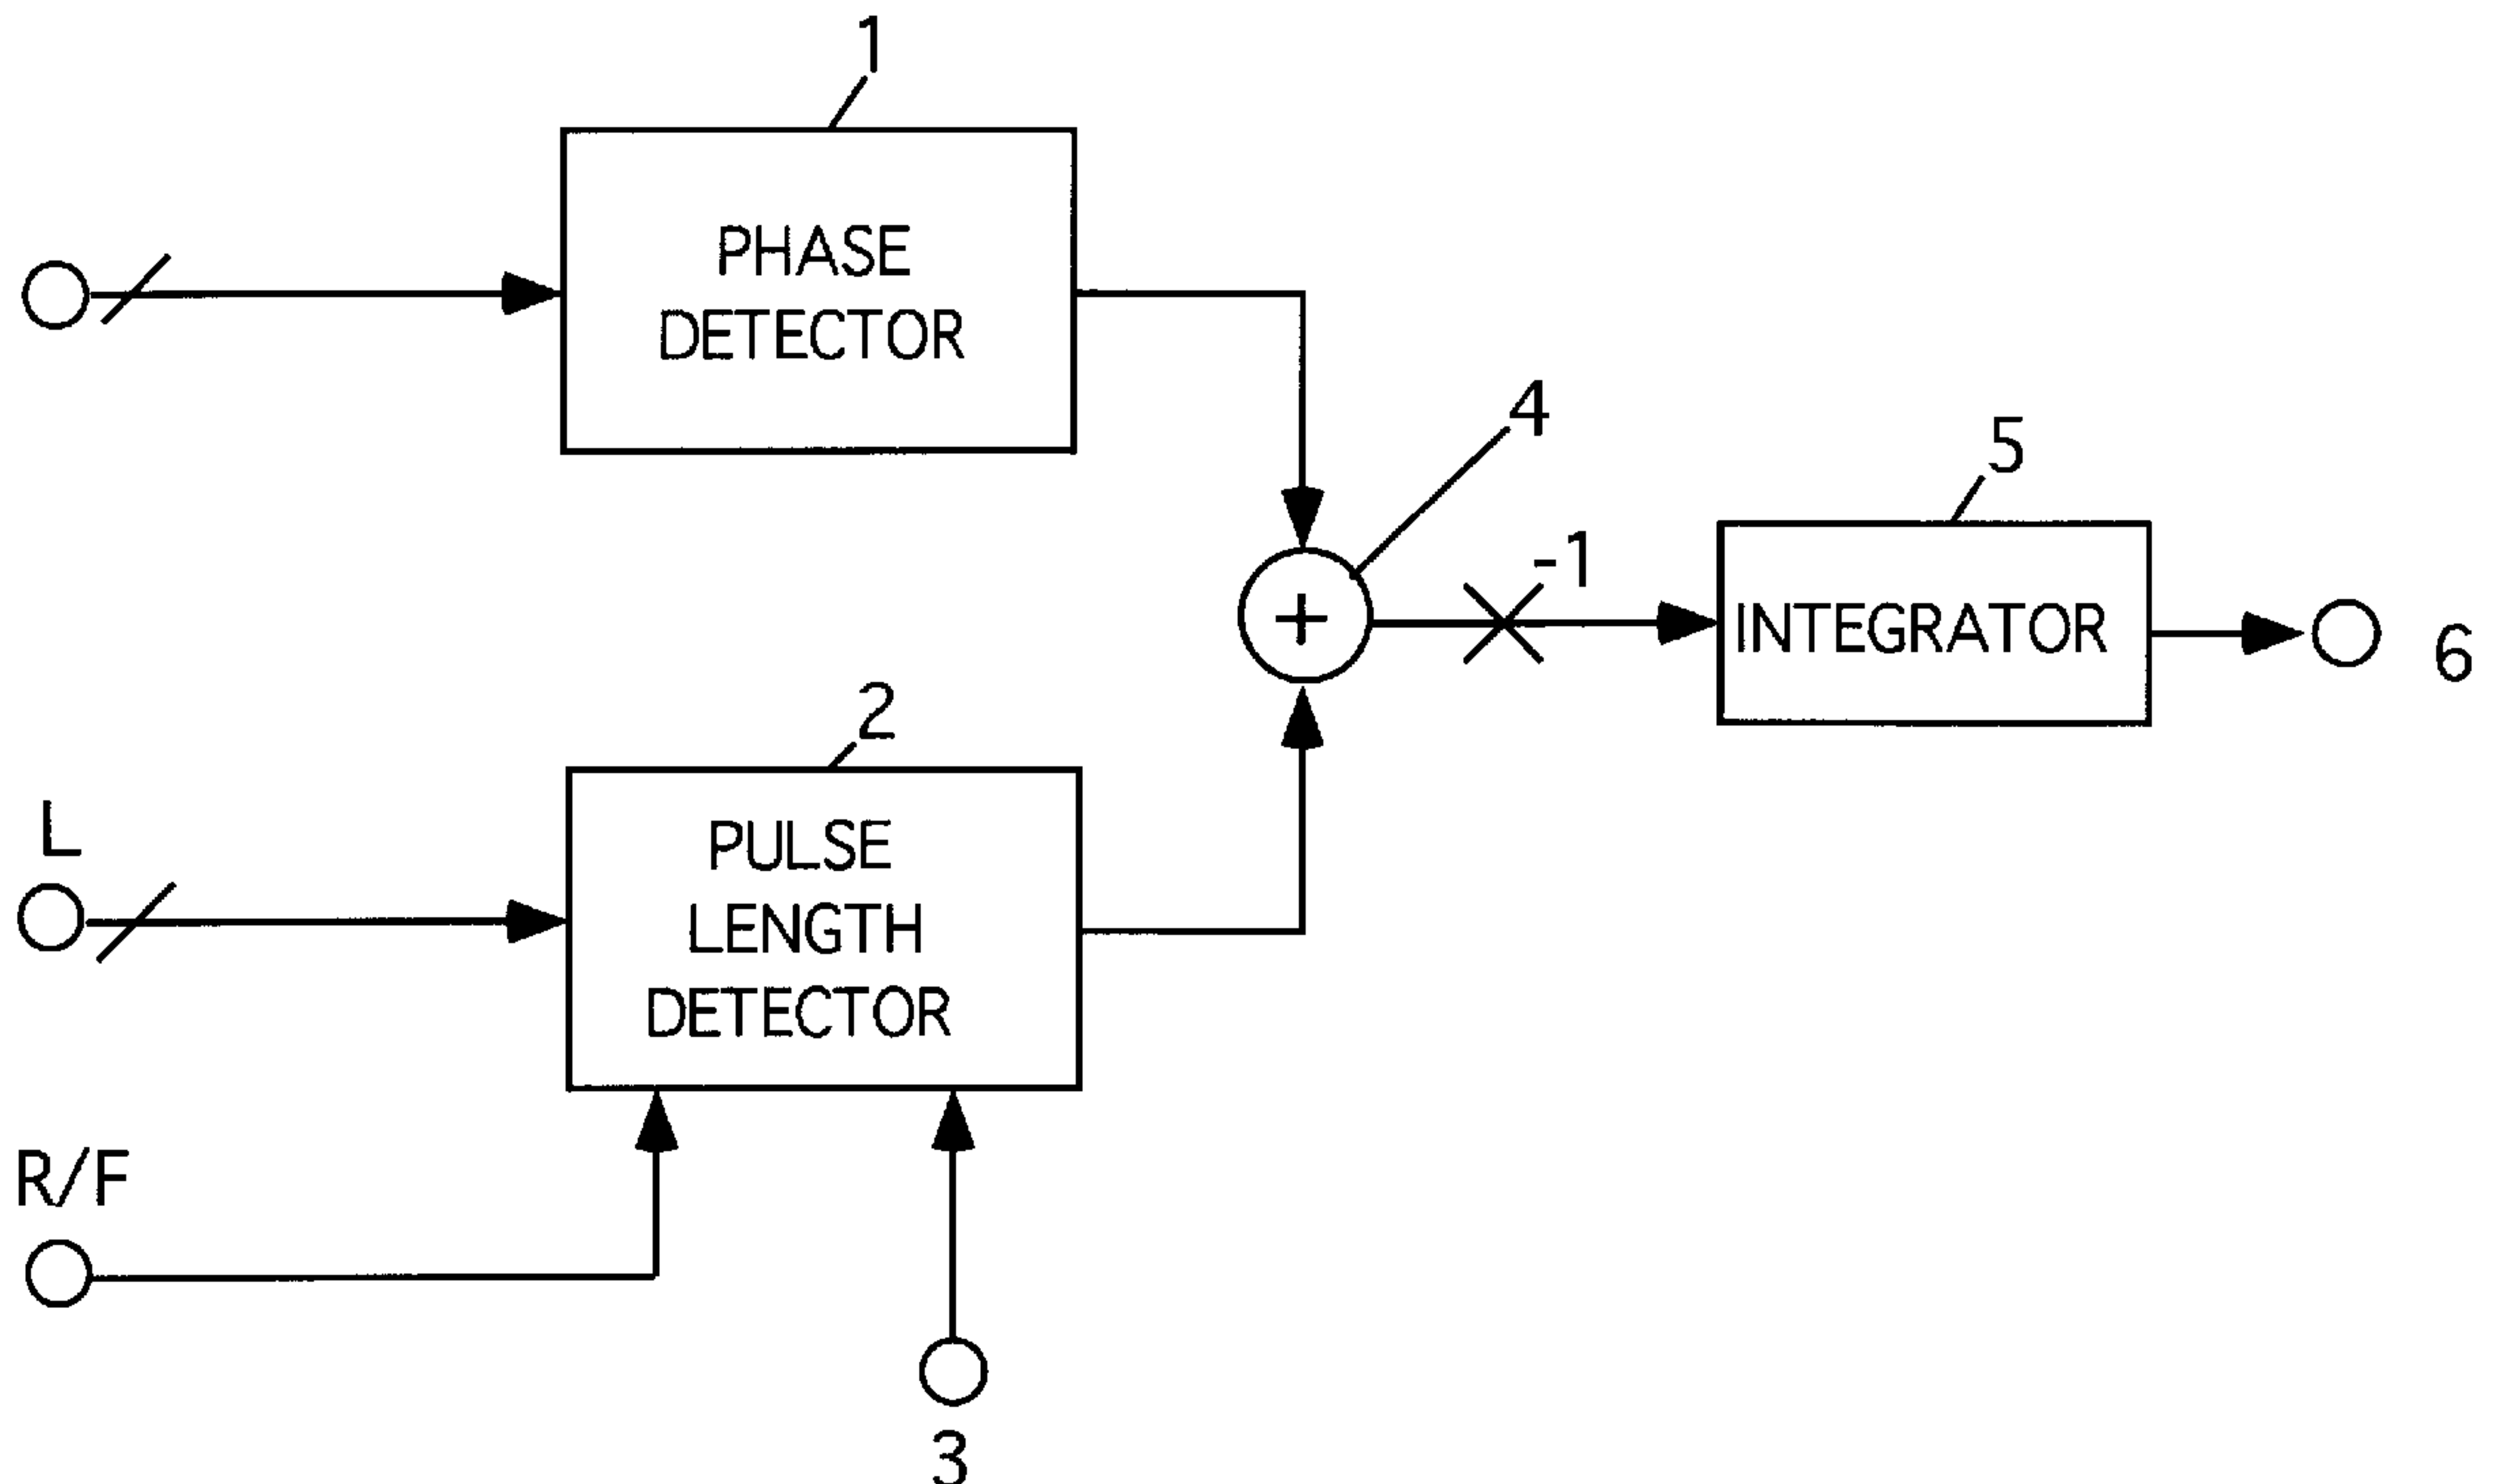 1
PHASE
DETECTOR
4
5
-1
+
INTEGRATOR
6
2
L
PULSE
LENGTH
DETECTOR
R/F
3